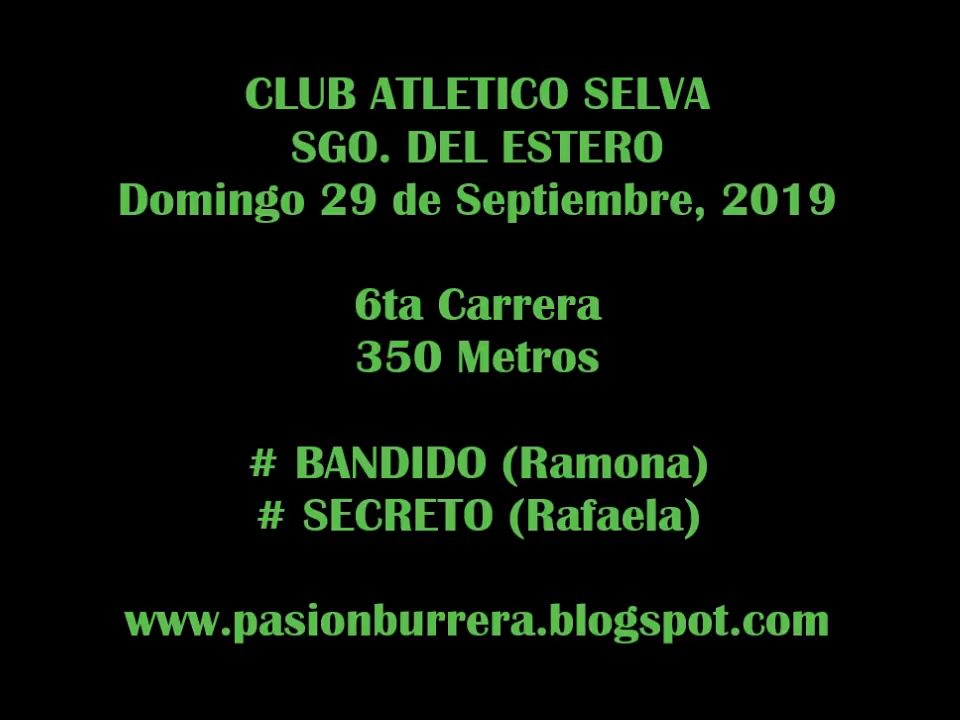 CLUB ATLETICO SELVA
SGO. DEL ESTERO
Domingo 29 de Septiembre, 2019
6ta Carrera
350 Metros
# BANDIDO (Ramona)
# SECRETO (Rafaela)
www.pasionburrera.blogspot.com